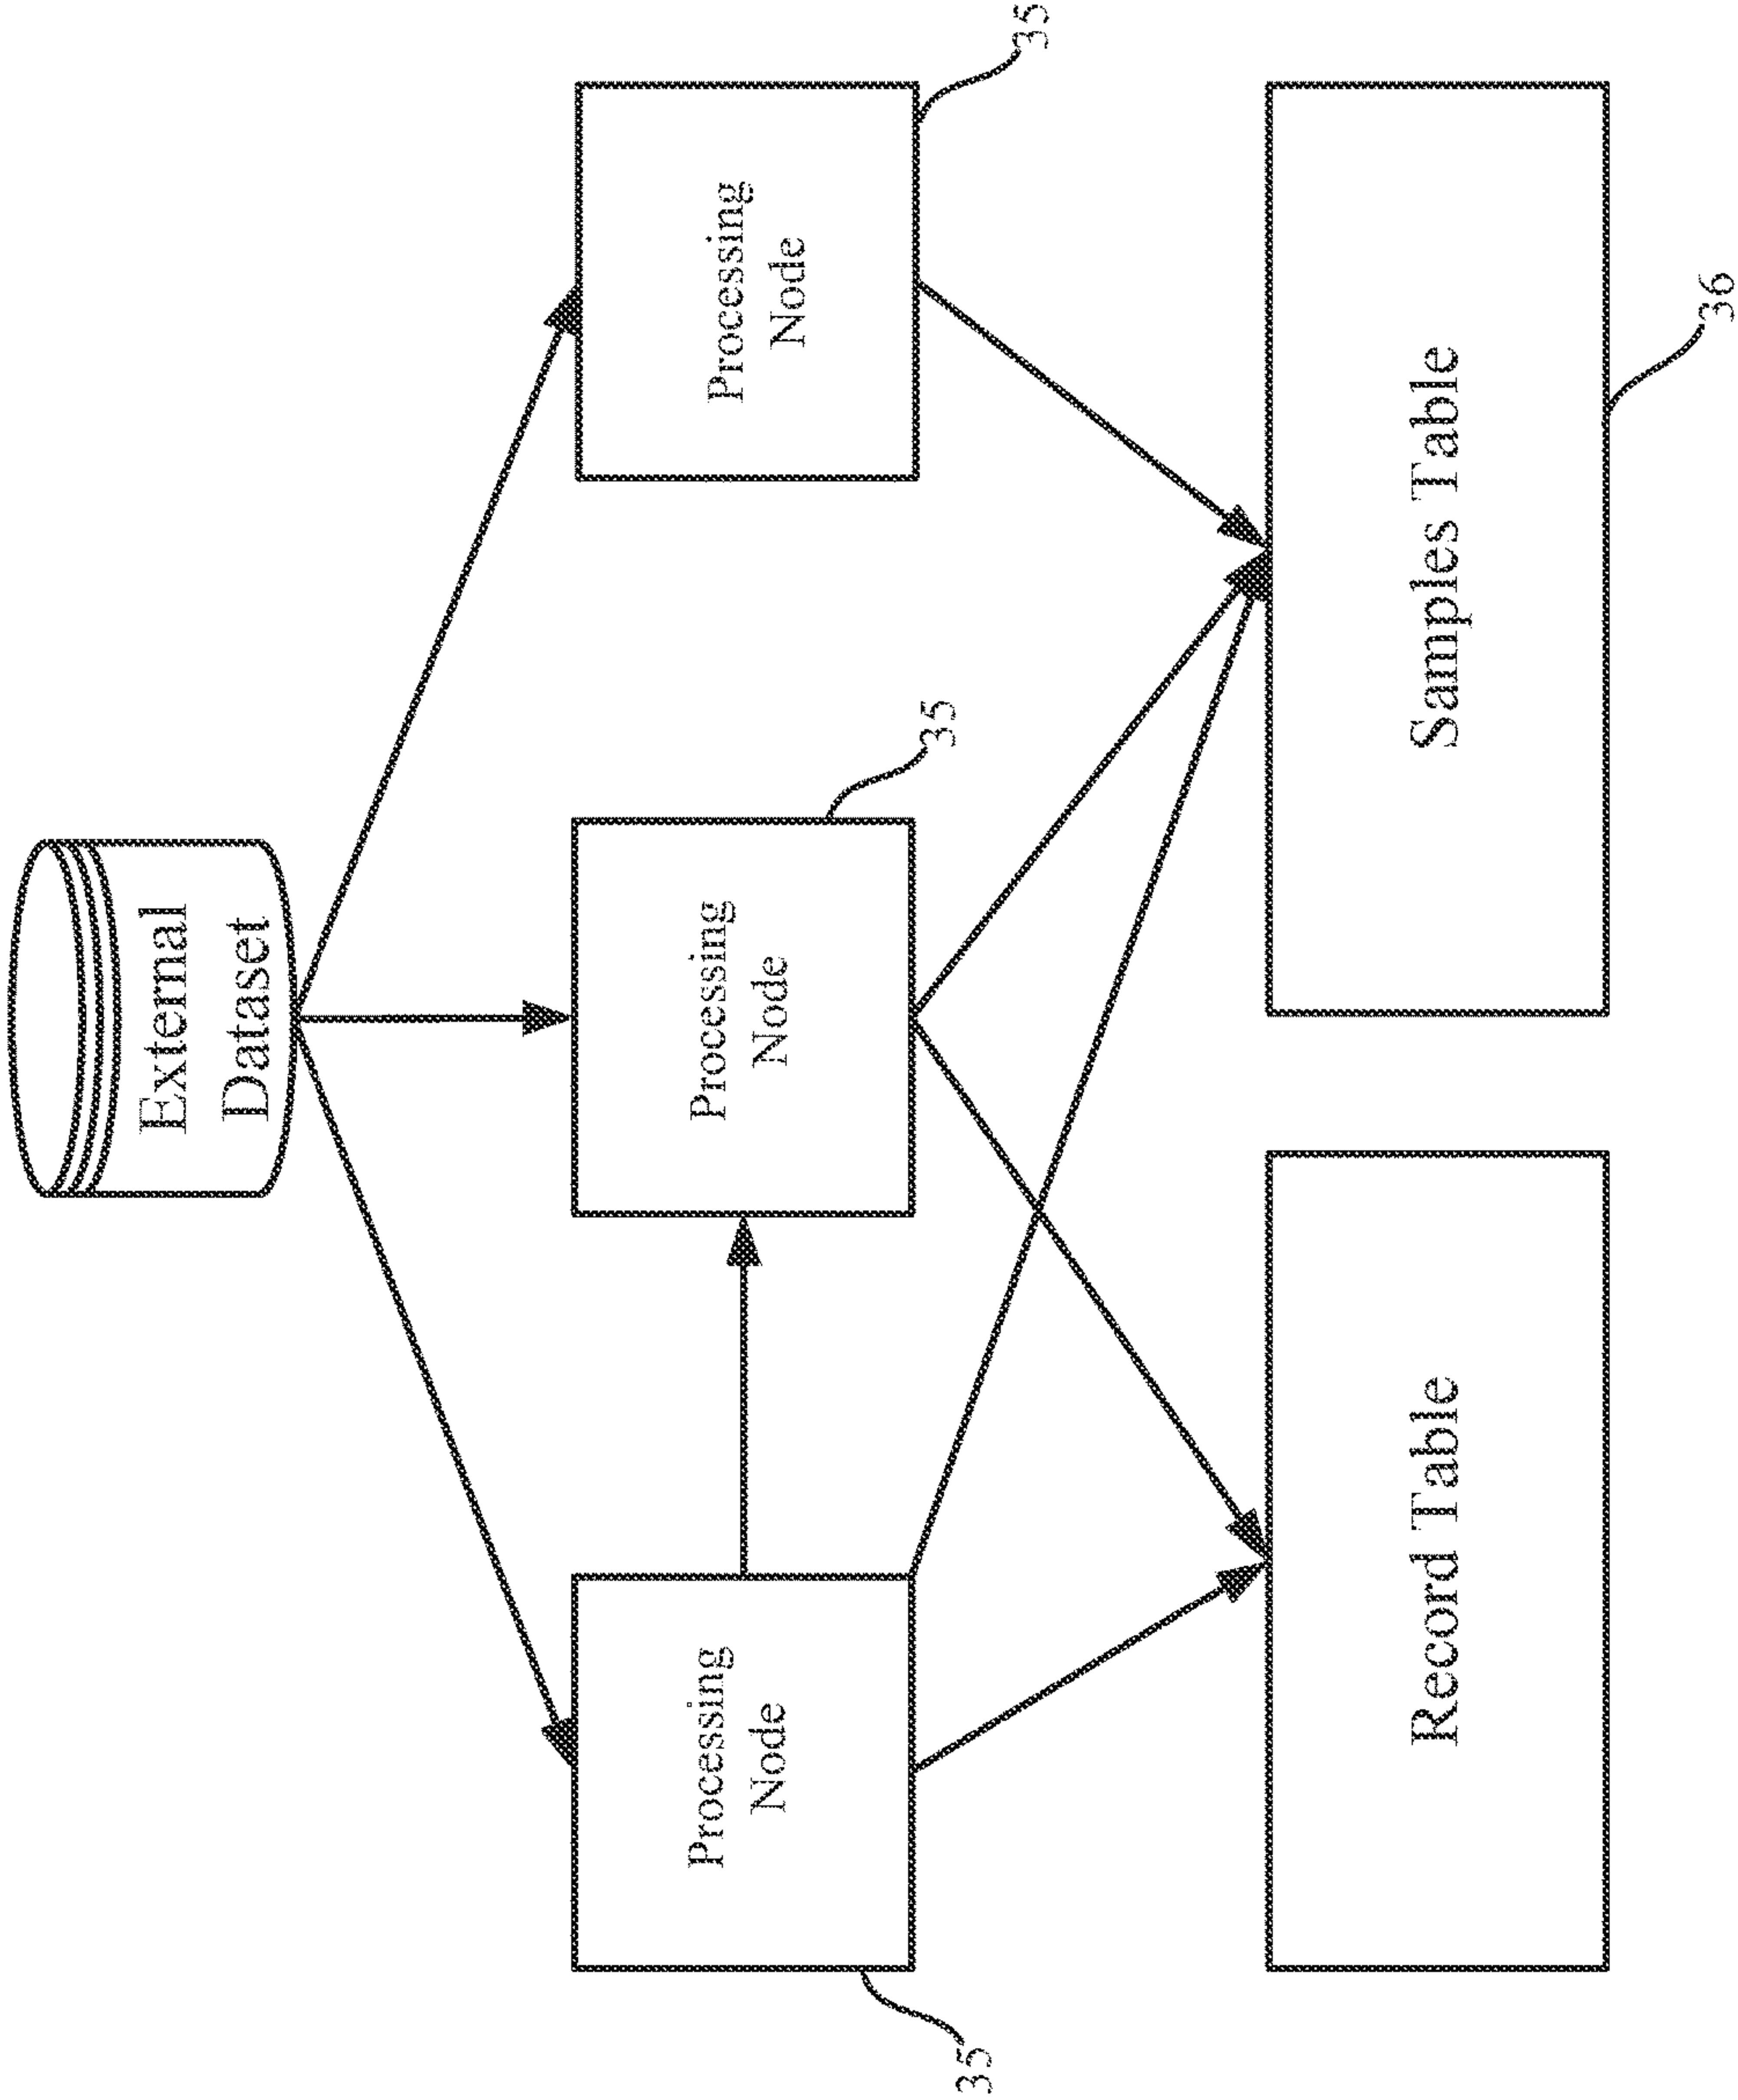 External
Dataset
Processing
Node
Processing
Node
Processing
Node
35
35
35
Record Table
Samples Table
36